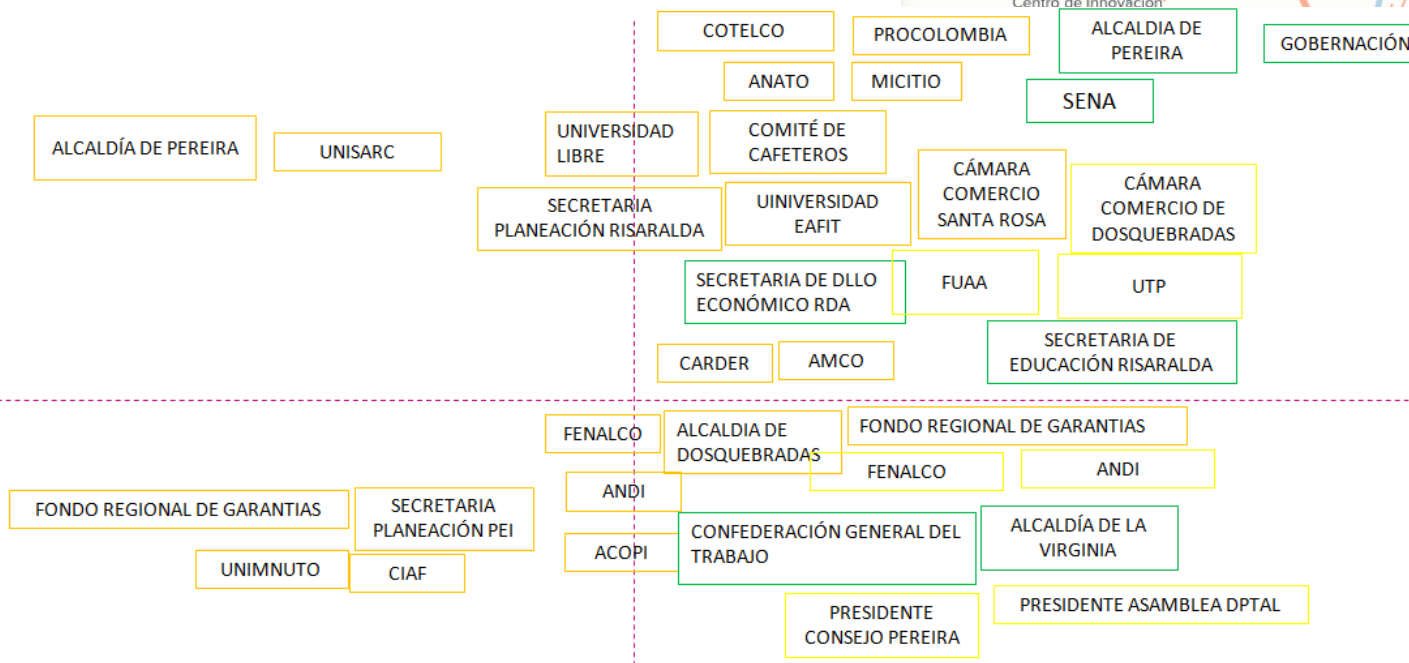 Centro de Innovación
COTELCO
PROCOLOMBIA
ALCALDIA DE
PEREIRA
GOBERNACIÓN
ANATO
MICITIO
SENA
ALCALDÍA DE PEREIRA
UNISARC
UNIVERSIDAD
LIBRE
COMITÉ DE
CAFETEROS
CÁMARA
COMERCIO
SANTA ROSA
CÁMARA
COMERCIO DE
DOSQUEBRADAS
SECRETARIA
PLANEACIÓN RISARALDA
UINIVERSIDAD
EAFIT
SECRETARIA DE DLLO
ECONÓMICO RDA
FUAA
UTP
SECRETARIA DE
EDUCACIÓN RISARALDA
CARDER
AMCO
FENALCO
ALCALDIA DE
DOSQUEBRADAS
FONDO REGIONAL DE GARANTIAS
FENALCO
ANDI
ANDI
FONDO REGIONAL DE GARANTIAS
SECRETARIA
PLANEACIÓN PEI
ACOPI
CONFEDERACIÓN GENERAL DEL
TRABAJO
ALCALDÍA DE LA
VIRGINIA
UNIMNUTO
CIAF
PRESIDENTE
CONSEJO PEREIRA
PRESIDENTE ASAMBLEA DPTAL